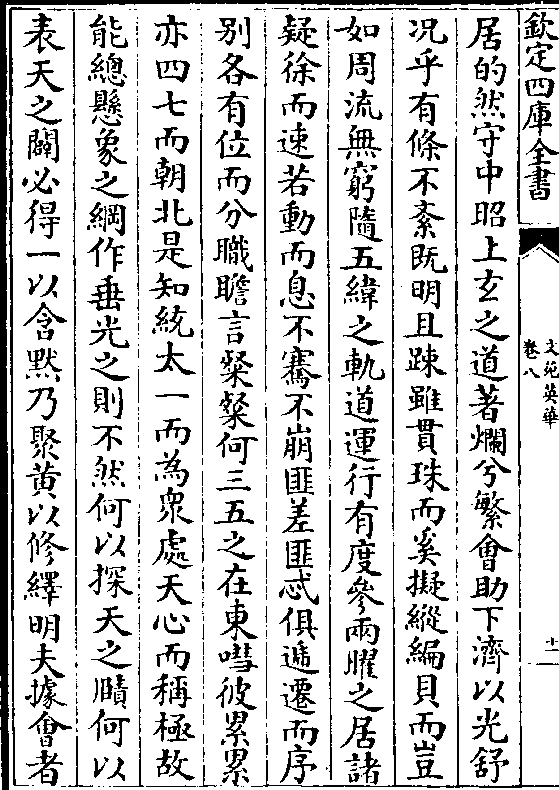 欽定四庫全書
文苑英華
卷八
十一
居的然守中昭上玄之道著爛兮繁會助下濟以光舒
况乎有條不紊既明且踈雖貫珠而奚擬縱編貝而豈
如周流無窮隨五緯之軌道運行有度參兩曜之居諸
疑徐而速若動而息不騫不崩匪差匪忒俱遞遷而序
别各有位而分職瞻言粲粲何三五之在東嘒彼累累
亦四七而朝北是知統太一而為衆處天心而稱極故
能總懸象之綱作垂光之則不然何以探天之賾何以
表天之闢必得一以含黙乃聚黄以修繹明夫據會者